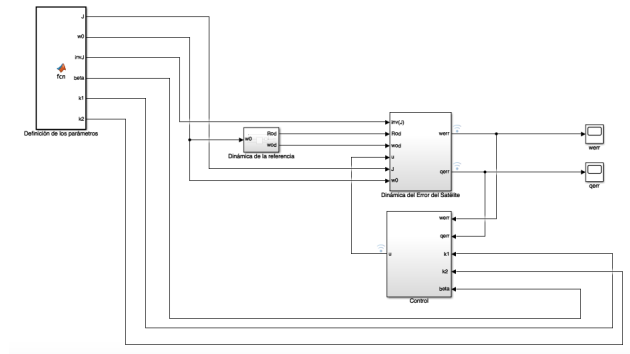 J
w0
invJ
fcn
beta
k1
k2
Definición de los parámetros
w0
Rod
wod
Dinámica de la referencia
inv(J)
Rod
wod
u
J
w0
werr
qerr
Dinámica del Error del Satélite
werr
qerr
werr
qerr
u
k1
k2
beta
Control